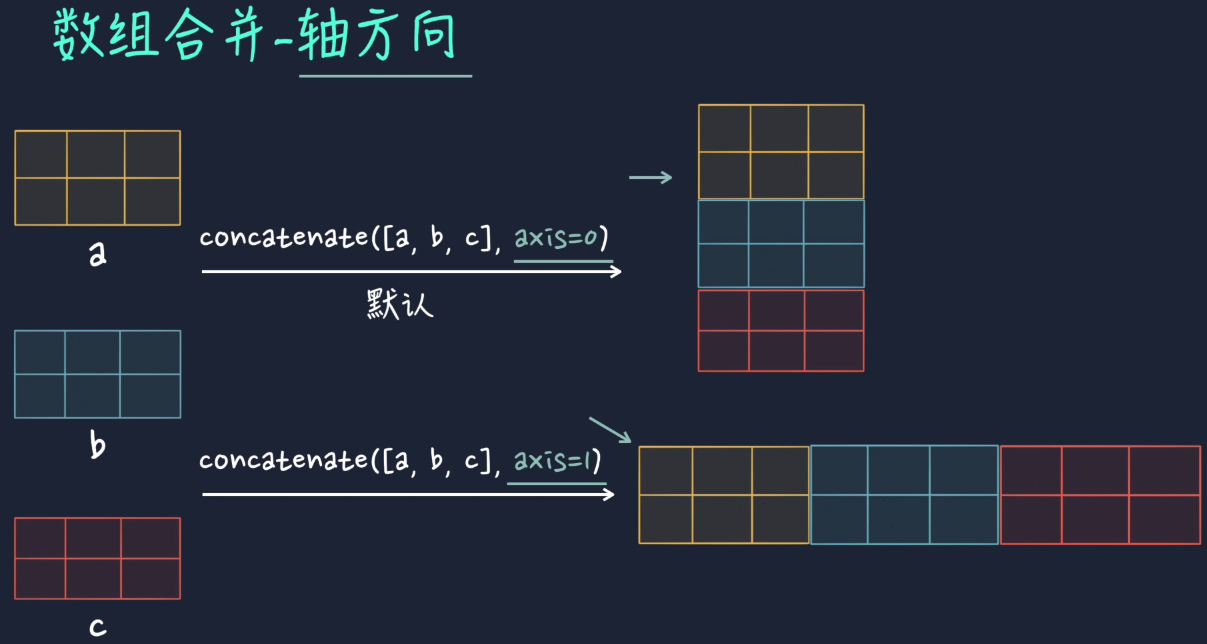 数组合并-轴方向
a
concatenate([a, b, c], axis=0)
默认
b
concatenate([a, b, c], axis=1)
c